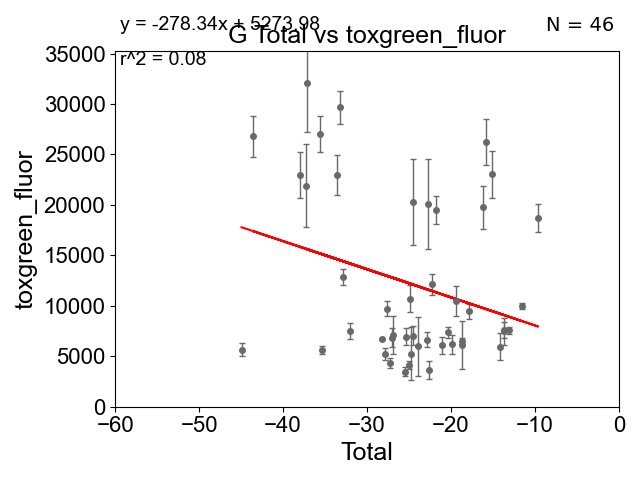 y = -278.34x + 5273.98
N = 46
G Total vs toxgreen_fluor
r^2 = 0.08
35000
30000
25000
20000
15000
10000
5000
0
toxgreen_fluor
−60 −50 −40 −30 −20 −10 0
Total